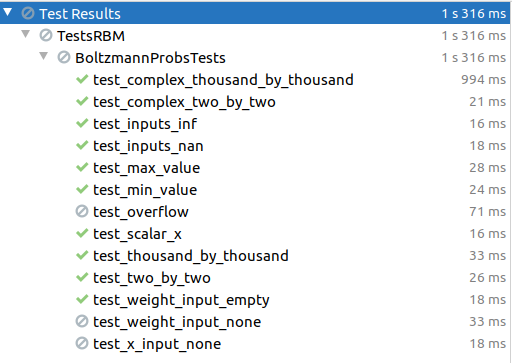 Test Results 1 s 316 ms
TestsRBM 1 s 316 ms
BoltzmannProbsTests 1 s 316 ms
test_complex_thousand_by_thousand 994 ms
test_complex_two_by_two 21 ms
test_inputs_inf 16 ms
test_inputs_nan 18 ms
test_max_value 28 ms
test_min_value 24 ms
test_overflow 71 ms
test_scalar_x 16 ms
test_thousand_by_thousand 33 ms
test_two_by_two 26 ms
test_weight_input_empty 18 ms
test_weight_input_none 33 ms
test_x_input_none 18 ms